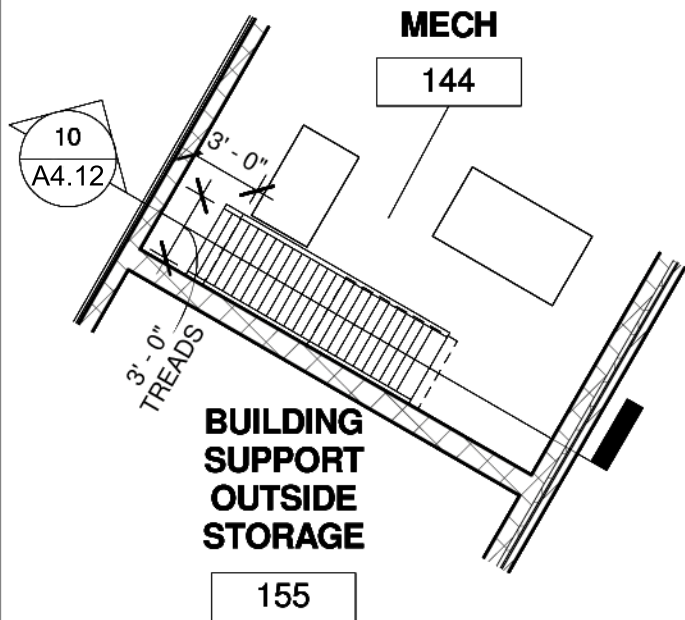 MECH
144
10
A4.12
3' - 0"
3' - 0"
TREADS
BUILDING
SUPPORT
OUTSIDE
STORAGE
155